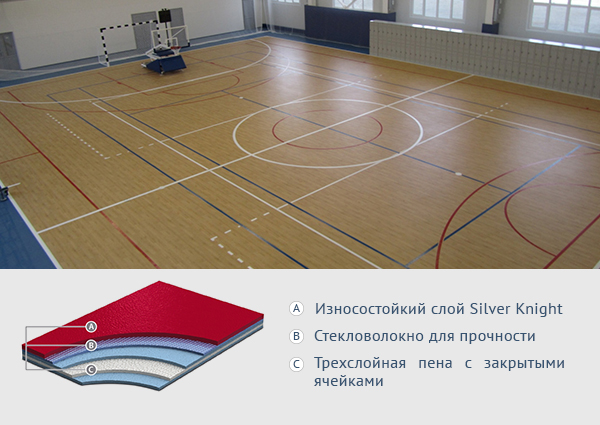 A Износостойкий слой Silver Knight
B Стекловолокно для прочности
C Трехслойная пена с закрытыми
ячейками
A
B
C